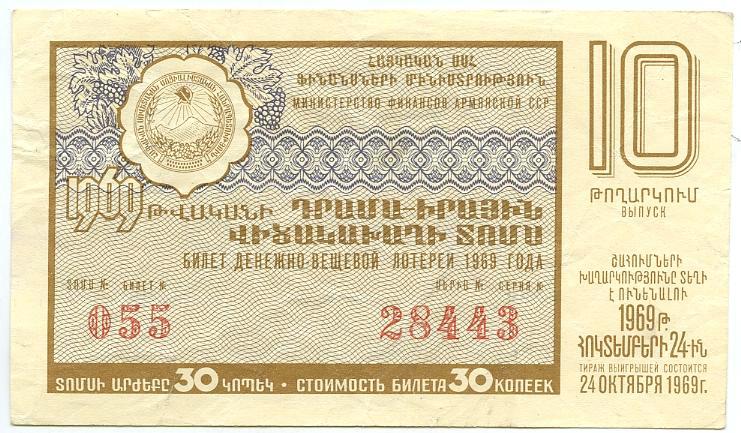 ՀԱՅԿԱԿԱՆ ՍՍՀ
ՖԻՆԱՆՍՆԵՐԻ ՄԻՆԻՍՏՐՈՒԹՅՈՒՆ
МИНИСТЕРСТВО ФИНАНСОВ АРМЯНСКОЙ ССР
1969 ԹՎԱԿԱՆԻ ԴՐԱՄԱ-ԻՐԱՅԻՆ
ՎԻՃԱԿԱԽԱՂԻ ՏՈՄՍ
БИЛЕТ ДЕНЕЖНО-ВЕЩЕВОЙ ЛОТЕРЕИ 1969 ГОДА
ՏՈՄՍ № БИЛЕТ № ՍԵՐԻԱ № СЕРИЯ №
055 28443
ՏՈՄՍԻ ԱՐԺԵՔԸ 30 ԿՈՊԵԿ · СТОИМОСТЬ БИЛЕТА 30 КОПЕЕК
10
ԹՈՂԱՐԿՈՒՄ
ВЫПУСК
ՇԱՀՈՒՄՆԵՐԻ
ԽԱՂԱՐԿՈՒԹՅՈՒՆԸ ՏԵՂԻ
Է ՈՒՆԵՆԱԼՈՒ
1969 Թ.
ՀՈԿՏԵՄԲԵՐԻ 24-ԻՆ
ТИРАЖ ВЫИГРЫШЕЙ СОСТОИТСЯ
24 ОКТЯБРЯ 1969 г.